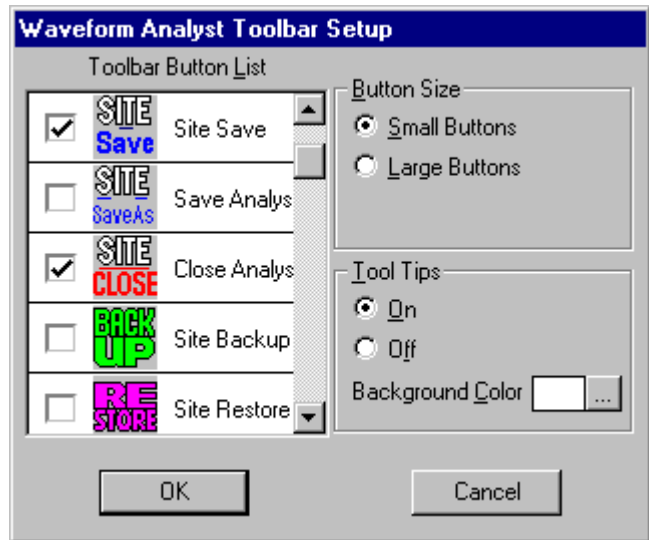 Waveform Analyst Toolbar Setup
Toolbar Button List
SITE
Save
Site Save
SITE
SaveAs
Save Analys
SITE
CLOSE
Close Analys
BACK
UP
Site Backup
RE
STORE
Site Restore
Button Size
Small Buttons
Large Buttons
Tool Tips
On
Off
Background Color ...
OK
Cancel